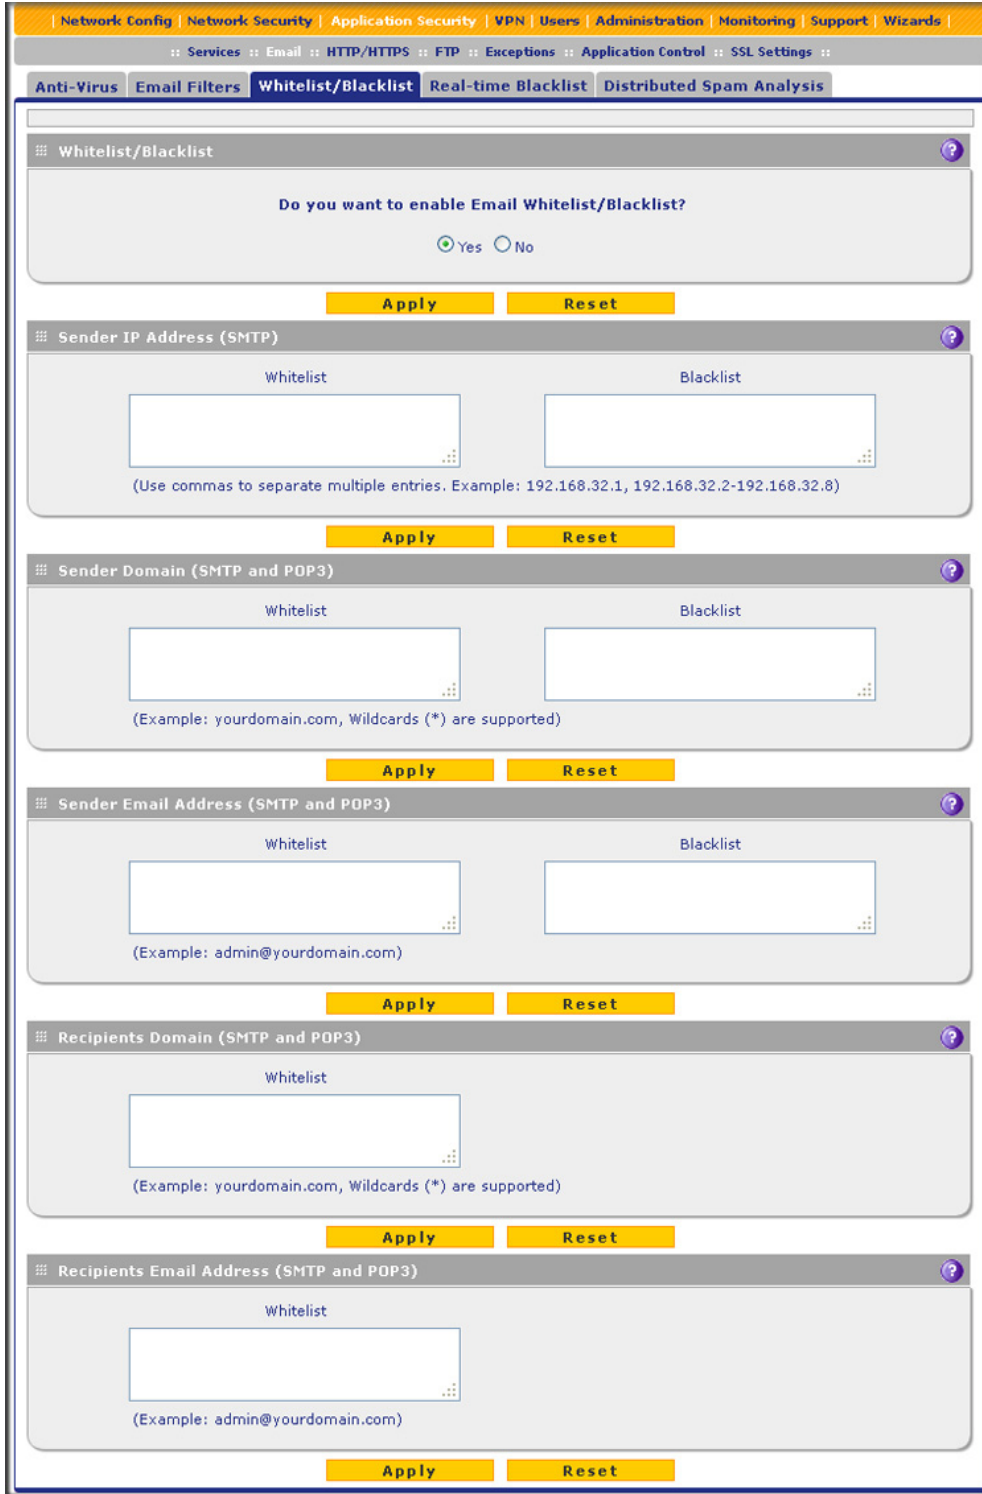 | Network Config | Network Security | Application Security | VPN | Users | Administration | Monitoring | Support | Wizards |
:: Services :: Email :: HTTP/HTTPS :: FTP :: Exceptions :: Application Control :: SSL Settings ::
Anti-Virus Email Filters Whitelist/Blacklist Real-time Blacklist Distributed Spam Analysis
Whitelist/Blacklist ?
Do you want to enable Email Whitelist/Blacklist?
Yes No
Apply Reset
Sender IP Address (SMTP) ?
Whitelist Blacklist
(Use commas to separate multiple entries. Example: 192.168.32.1, 192.168.32.2-192.168.32.8)
Apply Reset
Sender Domain (SMTP and POP3) ?
Whitelist Blacklist
(Example: yourdomain.com, Wildcards (*) are supported)
Apply Reset
Sender Email Address (SMTP and POP3) ?
Whitelist Blacklist
(Example: admin@yourdomain.com)
Apply Reset
Recipients Domain (SMTP and POP3) ?
Whitelist
(Example: yourdomain.com, Wildcards (*) are supported)
Apply Reset
Recipients Email Address (SMTP and POP3) ?
Whitelist
(Example: admin@yourdomain.com)
Apply Reset